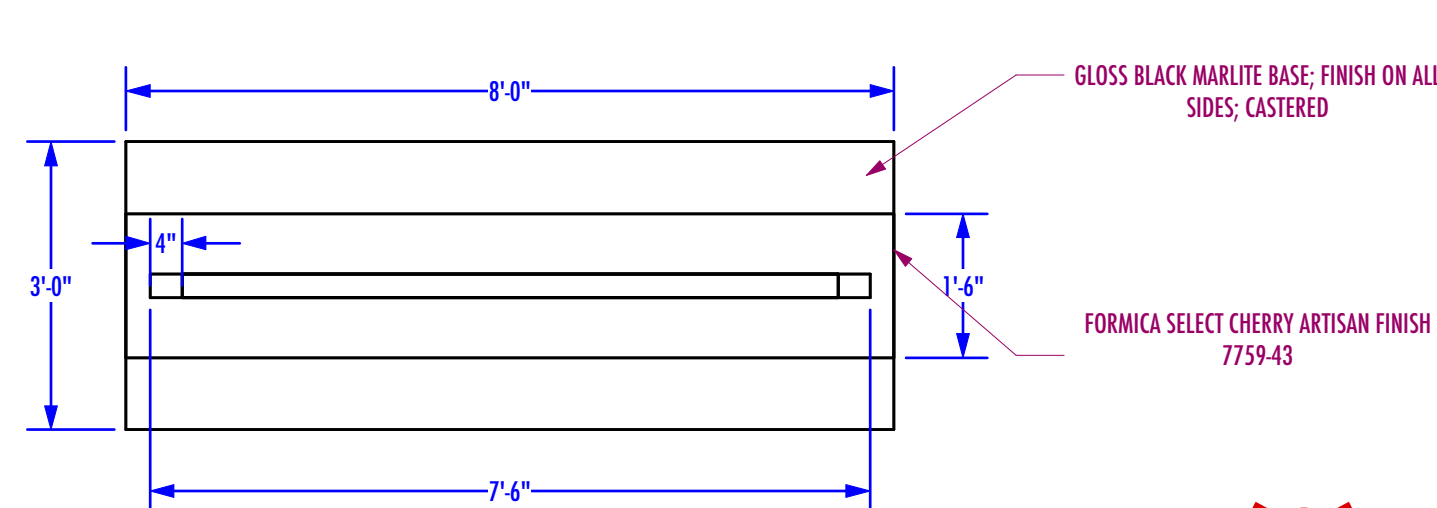 8'-0"
GLOSS BLACK MARLITE BASE; FINISH ON ALL
SIDES; CASTERED
4"
3'-0"
1'-6"
FORMICA SELECT CHERRY ARTISAN FINISH
7759-43
7'-6"